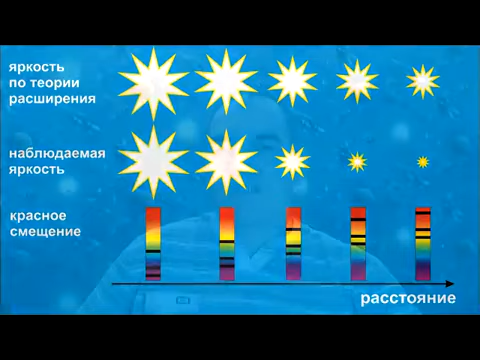 яркость
по теории
расширения
наблюдаемая
яркость
красное
смещение
расстояние